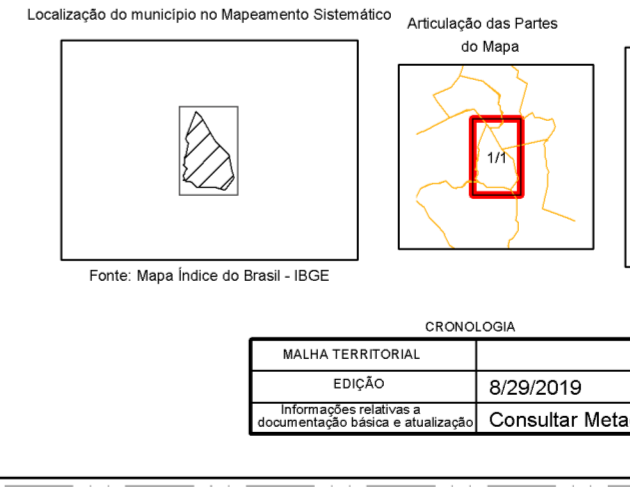 Localização do município no Mapeamento Sistemático
Articulação das Partes
do Mapa
1/1
Fonte: Mapa Índice do Brasil - IBGE
CRONOLOGIA
MALHA TERRITORIAL
EDIÇÃO
8/29/2019
Informações relativas a
documentação básica e atualização
Consultar Meta